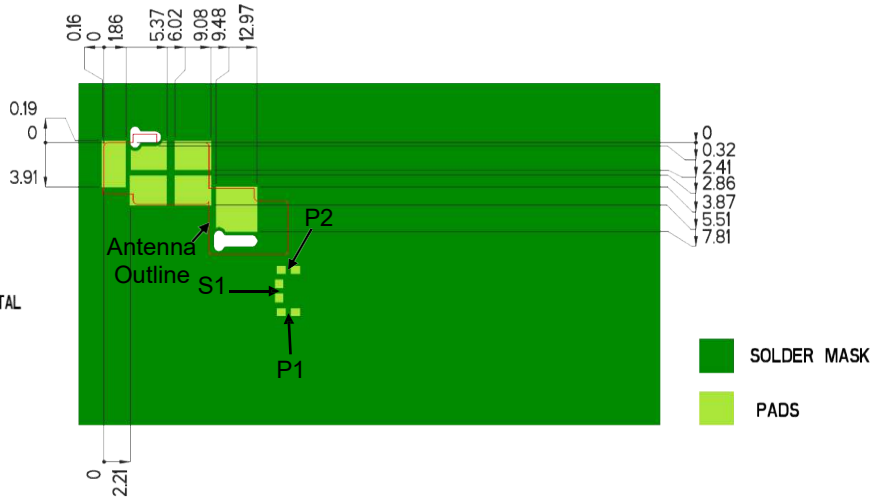 0.16
0
1.86
5.37
6.02
9.08
9.48
12.97
0.19
0
3.91
0
0.32
2.41
2.86
3.87
5.51
7.81
P2
Antenna
Outline
S1
TAL
P1
SOLDER MASK
PADS
0
2.21